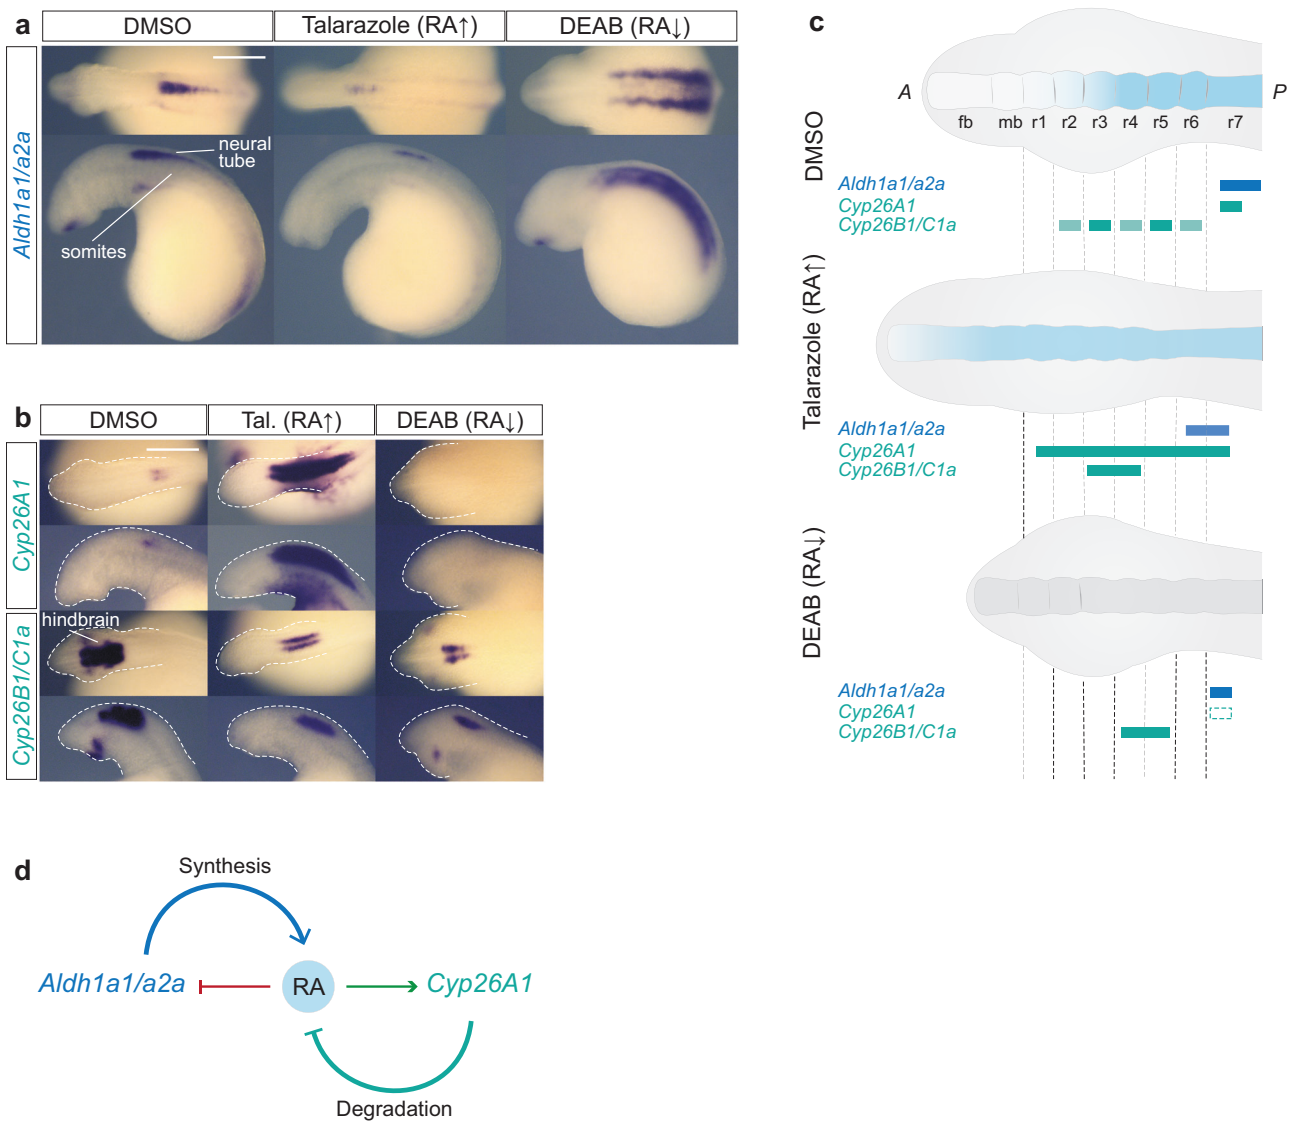 a
DMSO
Talarazole (RA↑)
DEAB (RA↓)
Aldh1a1/a2a
neural
tube
somites
b
DMSO
Tal. (RA↑)
DEAB (RA↓)
Cyp26A1
Cyp26B1/C1a
hindbrain
c
DMSO
A
P
fb
mb
r1
r2
r3
r4
r5
r6
r7
Aldh1a1/a2a
Cyp26A1
Cyp26B1/C1a
Talarazole (RA↑)
Aldh1a1/a2a
Cyp26A1
Cyp26B1/C1a
DEAB (RA↓)
Aldh1a1/a2a
Cyp26A1
Cyp26B1/C1a
d
Synthesis
Aldh1a1/a2a
RA
Cyp26A1
Degradation